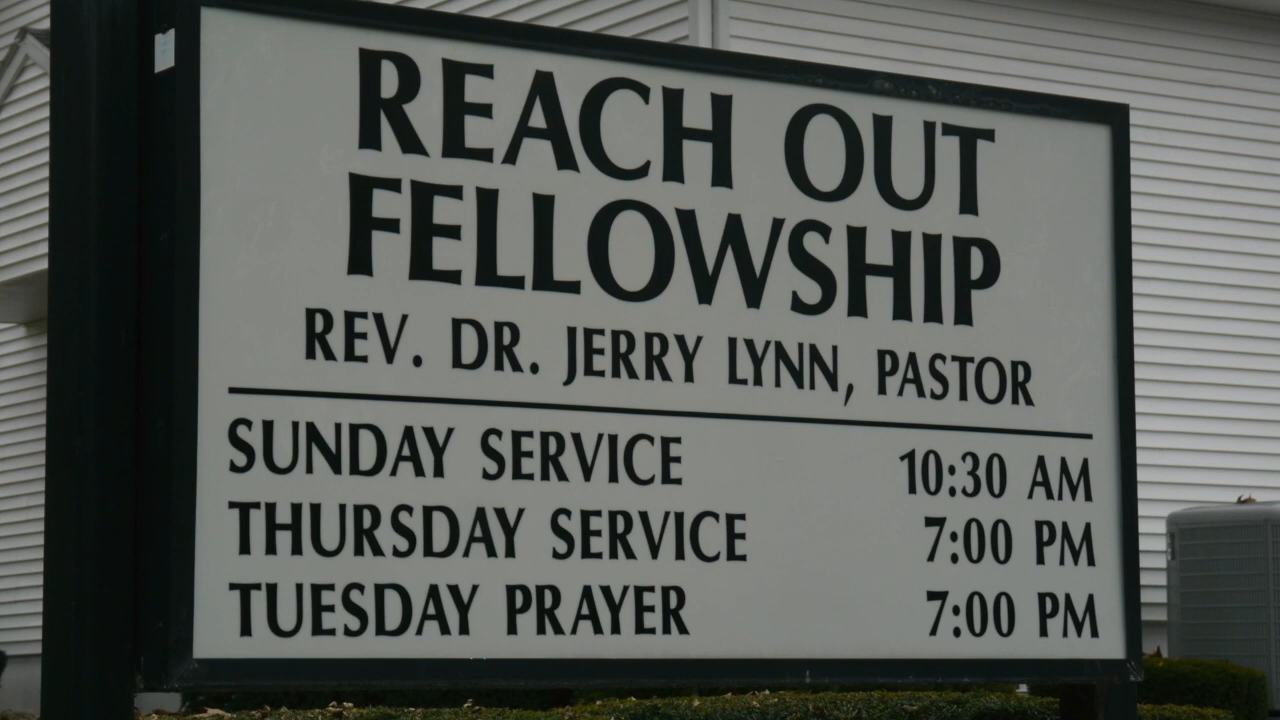 REACH OUT
FELLOWSHIP
REV. DR. JERRY LYNN, PASTOR
SUNDAY SERVICE 10:30 AM
THURSDAY SERVICE 7:00 PM
TUESDAY PRAYER 7:00 PM